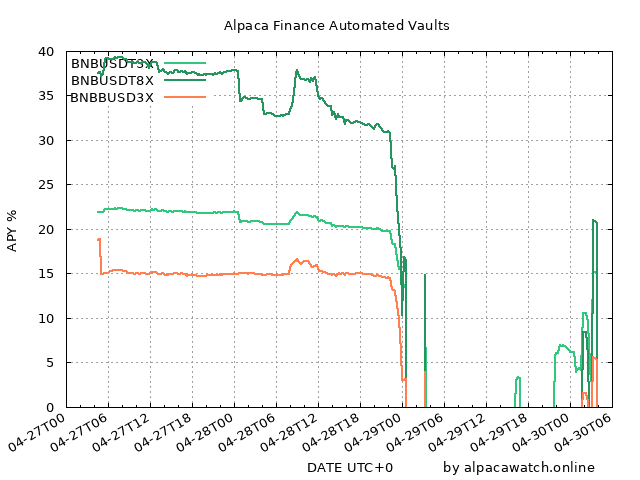 Alpaca Finance Automated Vaults
40
35
30
25
20
15
10
5
0
APY %
BNBUSDT3X
BNBUSDT8X
BNBBUSD3X
04-27T00
04-27T06
04-27T12
04-27T18
04-28T00
04-28T06
04-28T12
04-28T18
04-29T00
04-29T06
04-29T12
04-29T18
04-30T00
04-30T06
DATE UTC+0
by alpacawatch.online